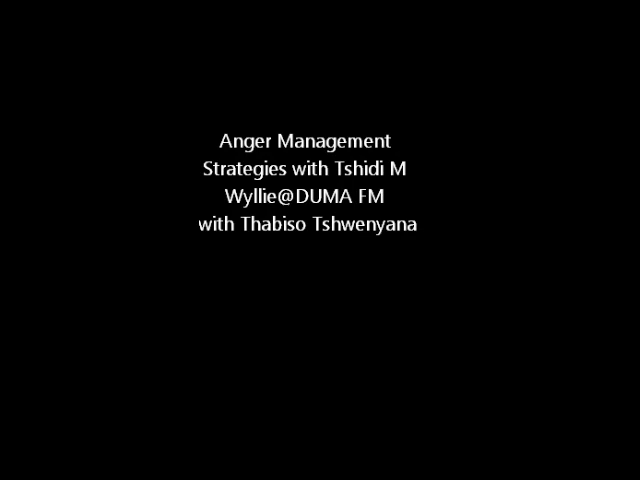 Anger Management
Strategies with Tshidi M
Wyllie@DUMA FM
with Thabiso Tshwenyana